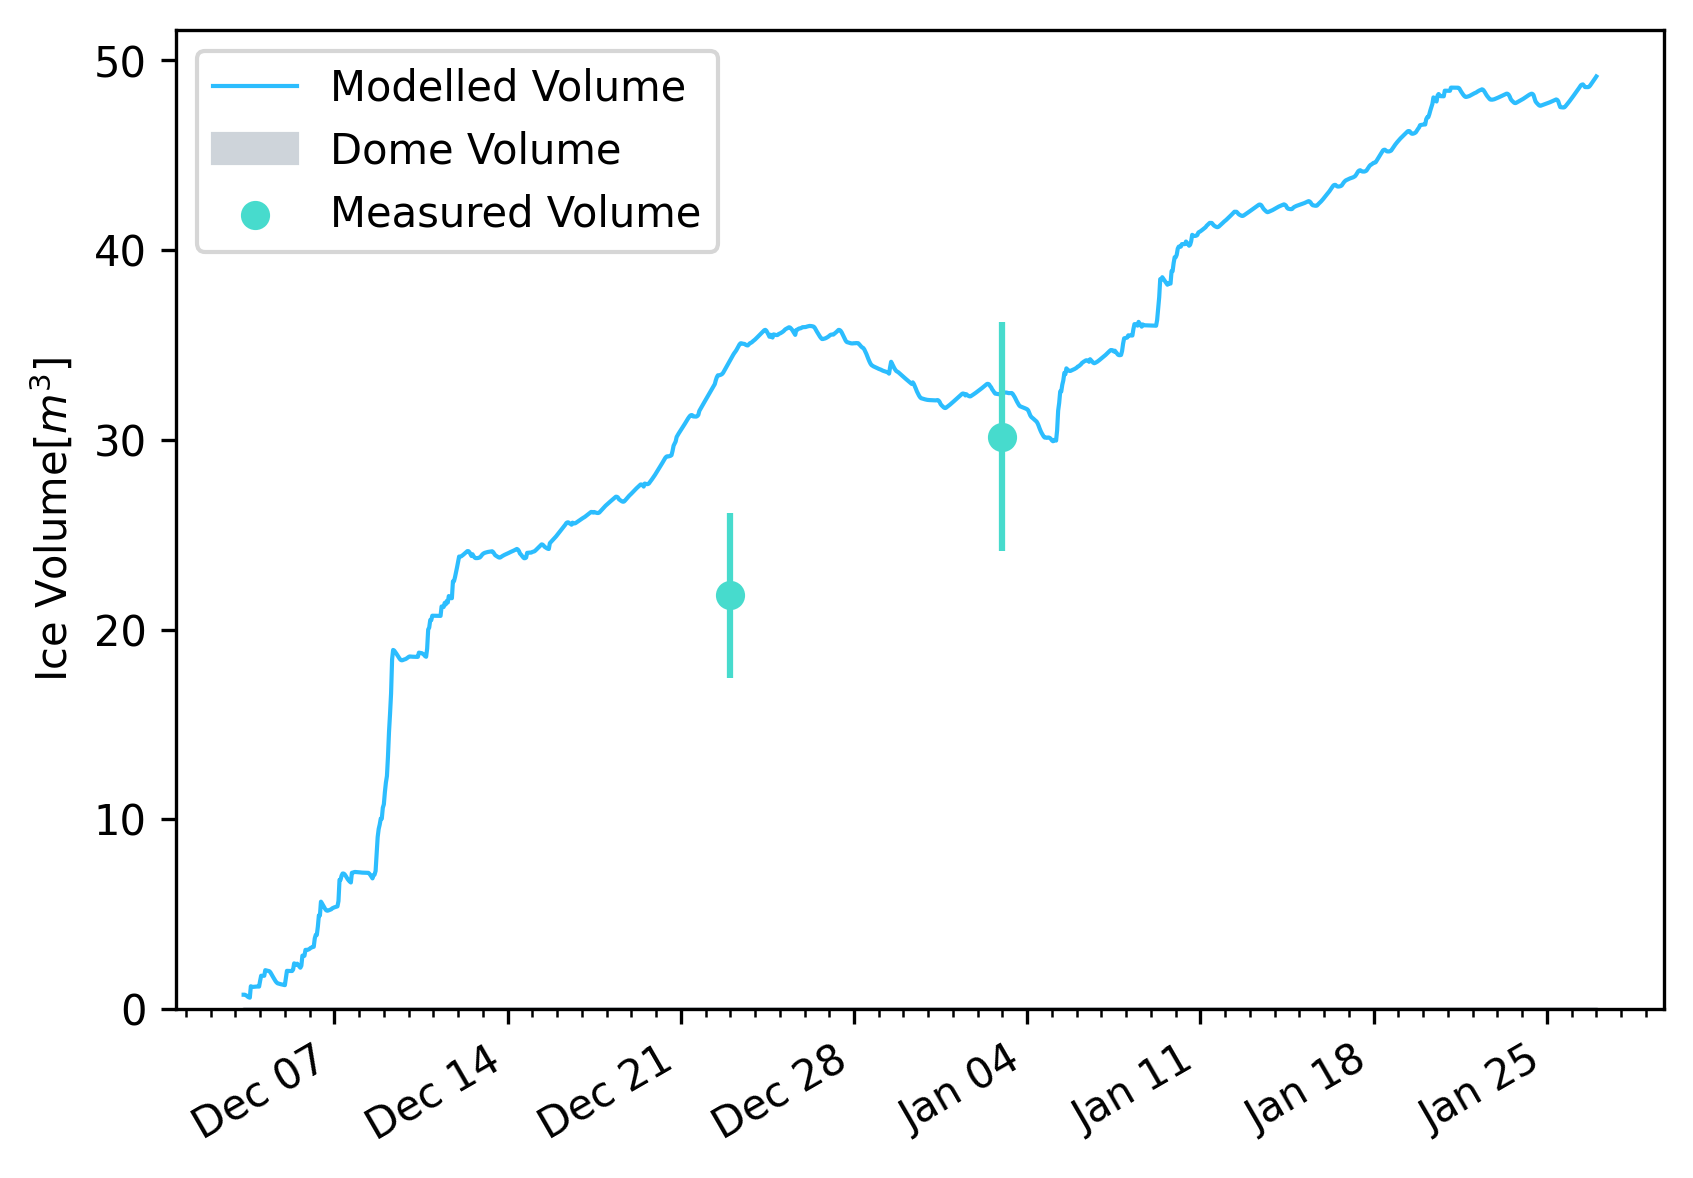 50
40
30
20
10
0
Ice Volume[m³]
Modelled Volume
Dome Volume
Measured Volume
Dec 07
Dec 14
Dec 21
Dec 28
Jan 04
Jan 11
Jan 18
Jan 25